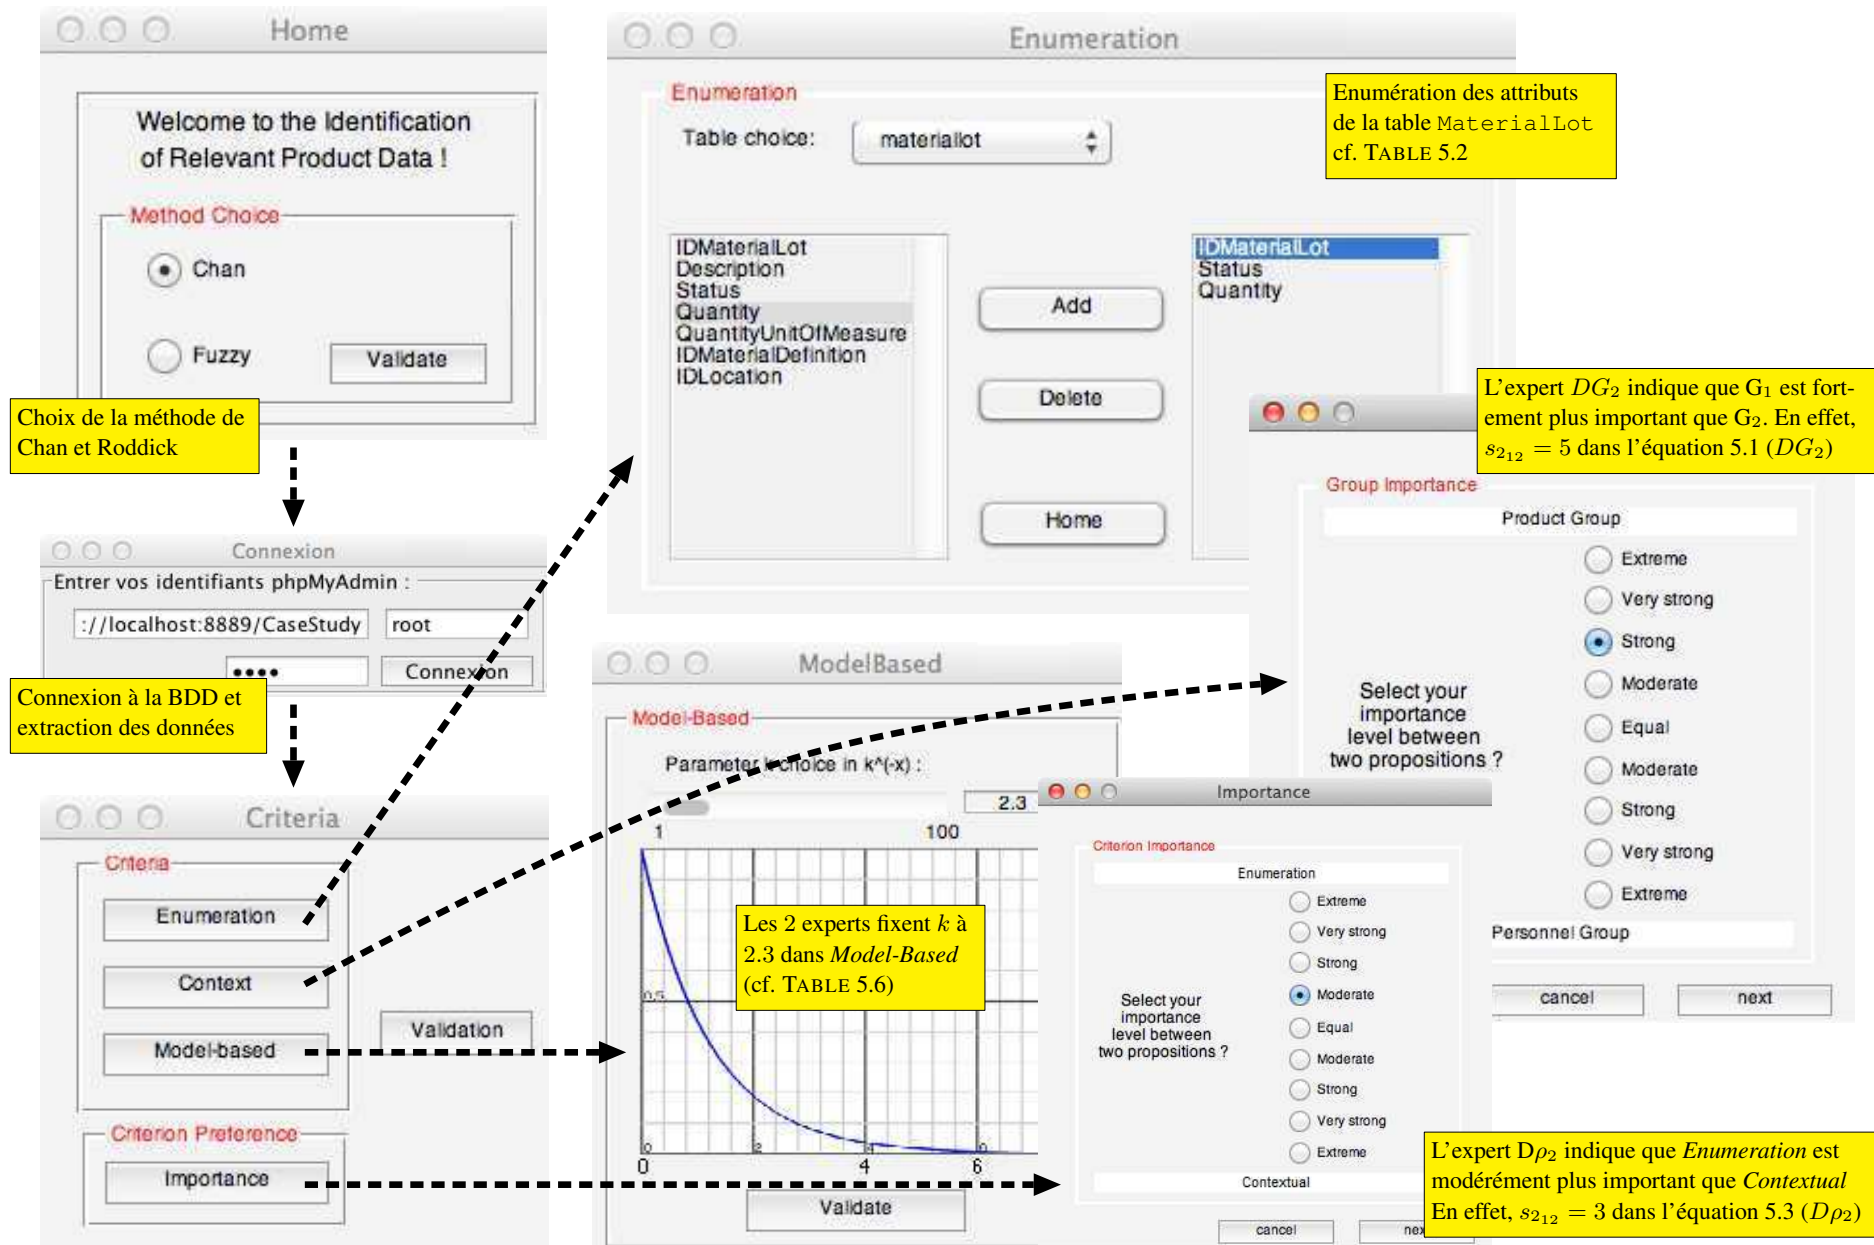 Home
Welcome to the Identification
of Relevant Product Data !
Method Choice
Chan
Fuzzy
Validate
Choix de la méthode de
Chan et Roddick
Connexion
Entrer vos identifiants phpMyAdmin :
://localhost:8889/CaseStudy
root
••••
Connexion
Connexion à la BDD et
extraction des données
Criteria
Criteria
Enumeration
Context
Model-based
Validation
Criterion Preference
Importance
Enumeration
Enumeration
Table choice:
materiallot
Enumération des attributs
de la table MaterialLot
cf. TABLE 5.2
IDMaterialLot
Description
Status
Quantity
QuantityUnitOfMeasure
IDMaterialDefinition
IDLocation
Add
Delete
Home
IDMaterialLot
Status
Quantity
L'expert DG₂ indique que G₁ est fort-
ement plus important que G₂. En effet,
s₂₁₂ = 5 dans l'équation 5.1 (DG₂)
Group Importance
Product Group
Extreme
Very strong
Strong
Moderate
Equal
Moderate
Strong
Very strong
Extreme
Select your
importance
level between
two propositions ?
Personnel Group
cancel
next
ModelBased
Model-Based
Parameter k choice in k^(-x) :
2.3
1
100
0.5
0
2
4
6
0
4
6
Les 2 experts fixent k à
2.3 dans Model-Based
(cf. TABLE 5.6)
Validate
Importance
Criterion Importance
Enumeration
Extreme
Very strong
Strong
Moderate
Equal
Moderate
Strong
Very strong
Extreme
Select your
importance
level between
two propositions ?
Contextual
cancel
nex
L'expert Dρ₂ indique que Enumeration est
modérément plus important que Contextual
En effet, s₂₁₂ = 3 dans l'équation 5.3 (Dρ₂)